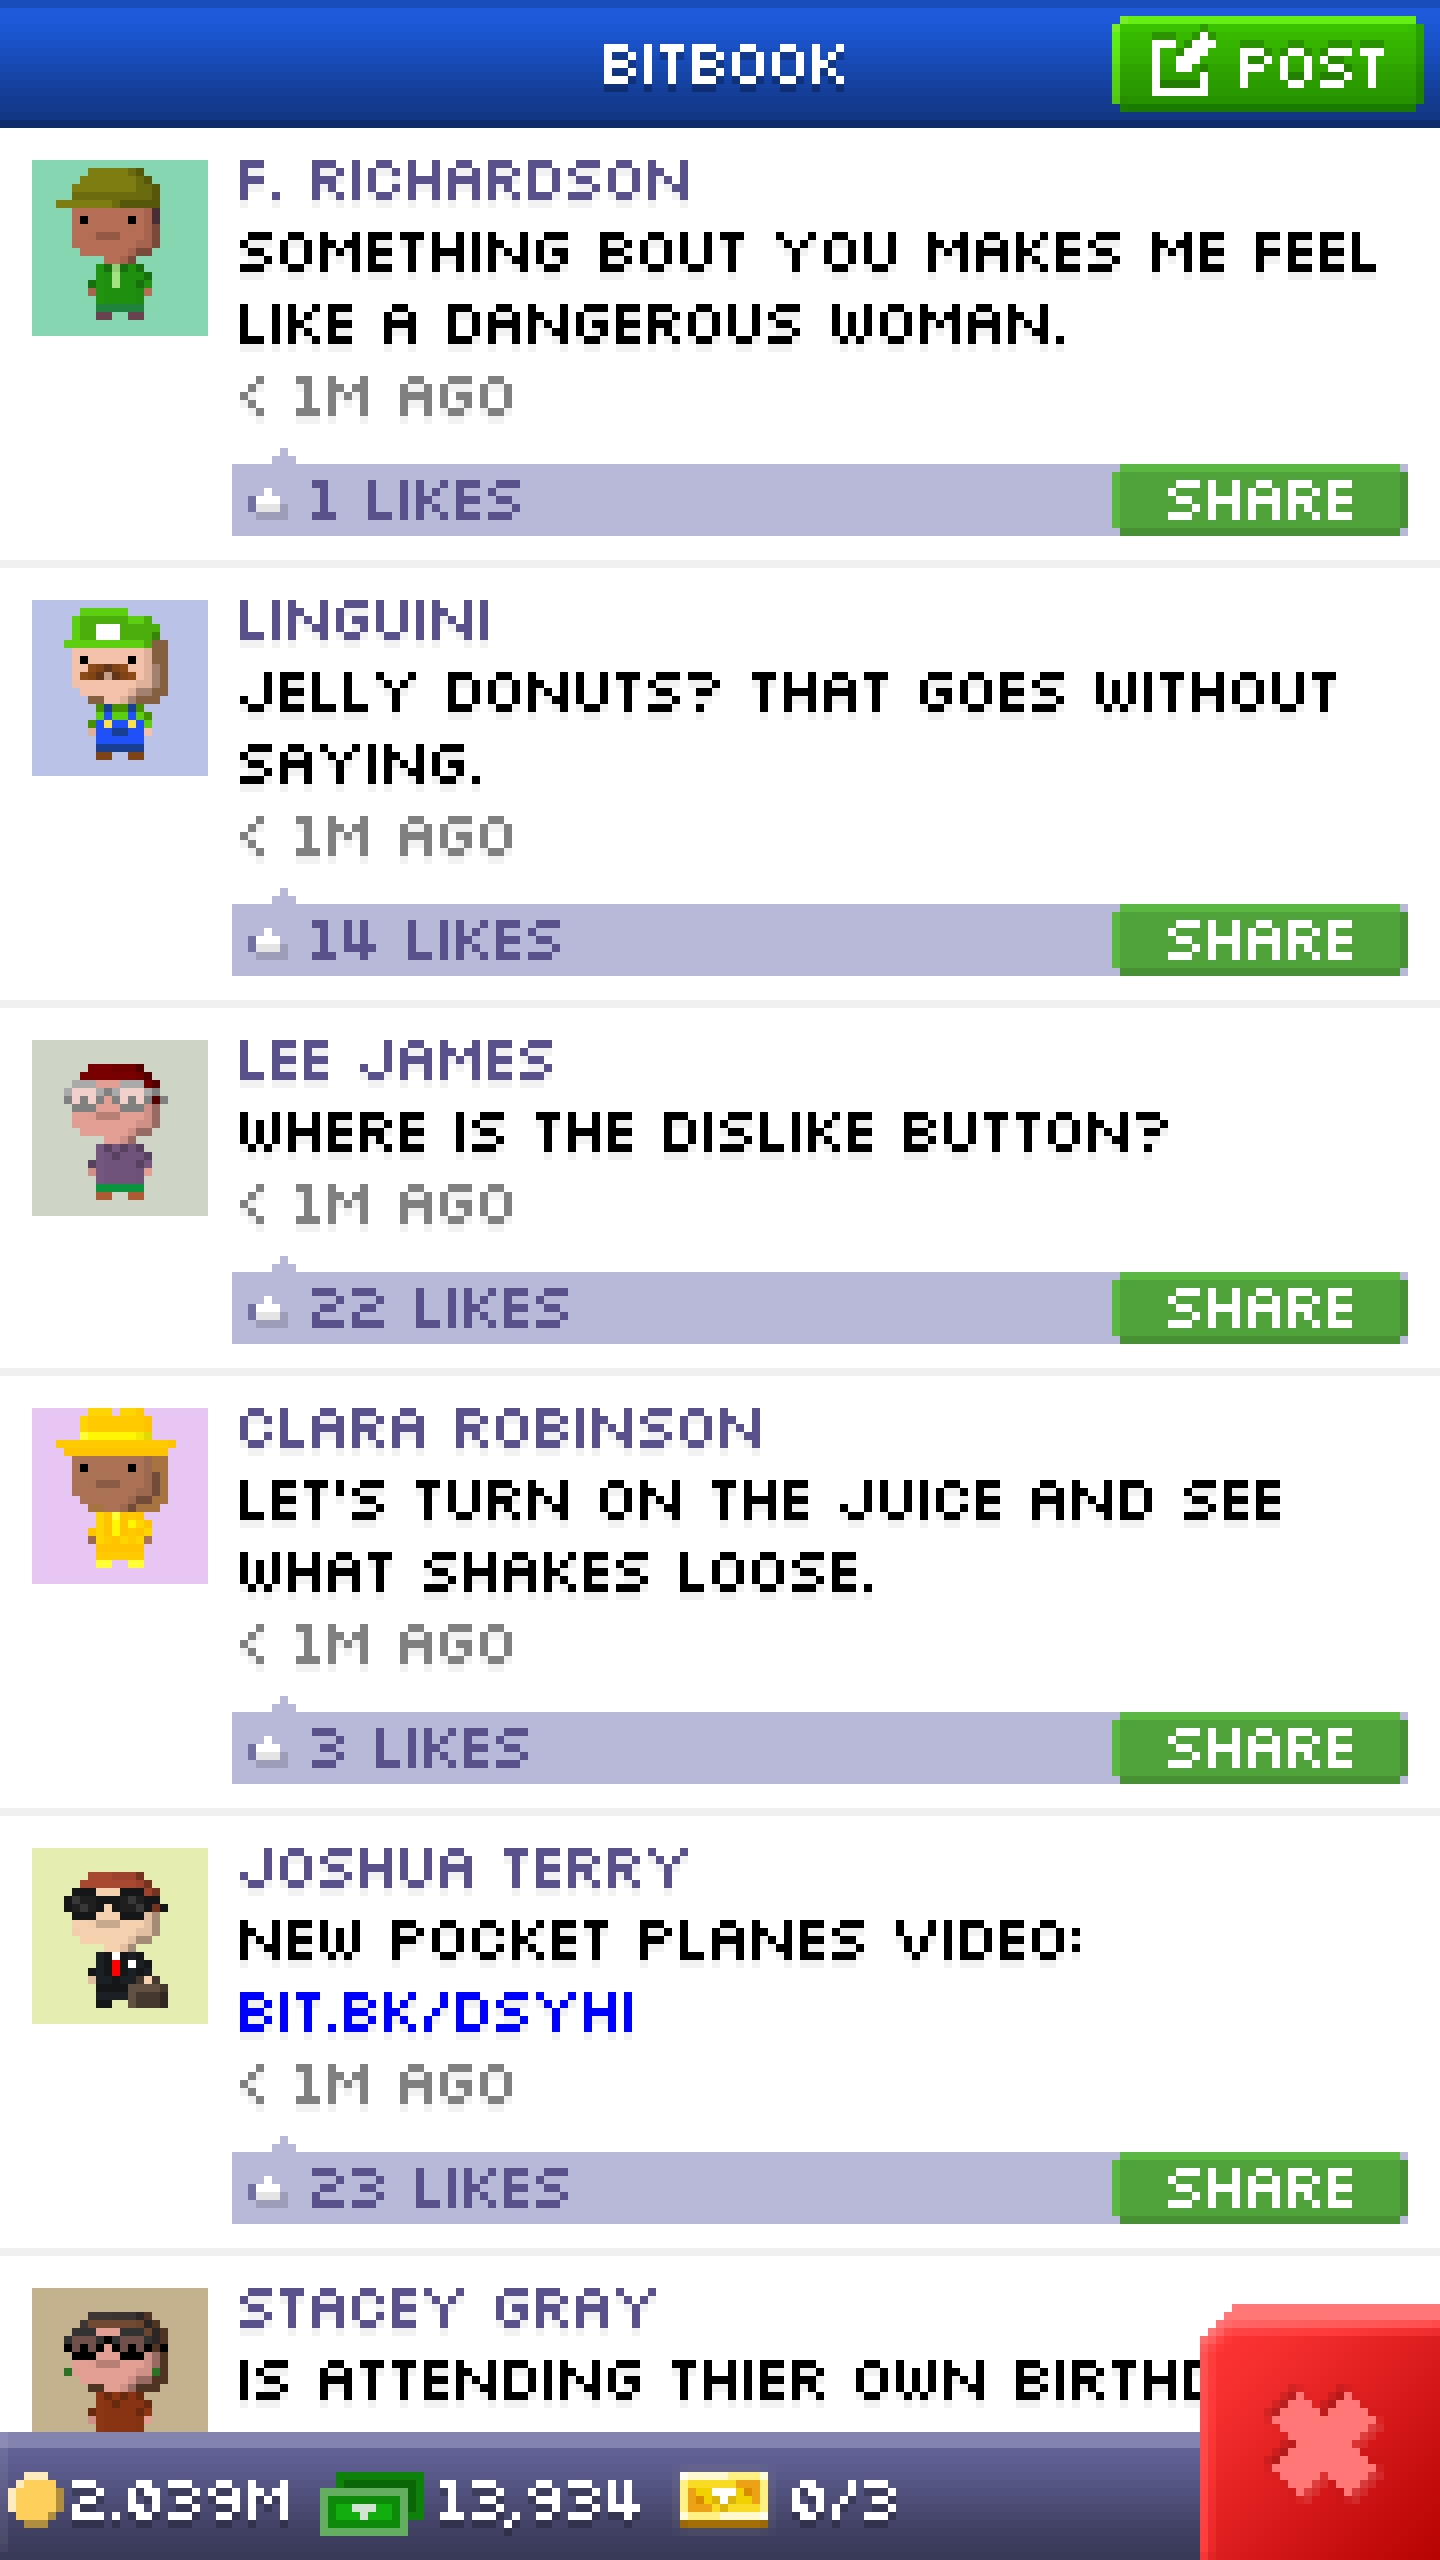 BITBOOK
POST
F. RICHARDSON
SOMETHING BOUT YOU MAKES ME FEEL
LIKE A DANGEROUS WOMAN.
< 1M AGO
1 LIKES
SHARE
LINGUINI
JELLY DONUTS? THAT GOES WITHOUT
SAYING.
< 1M AGO
14 LIKES
SHARE
LEE JAMES
WHERE IS THE DISLIKE BUTTON?
< 1M AGO
22 LIKES
SHARE
CLARA ROBINSON
LET'S TURN ON THE JUICE AND SEE
WHAT SHAKES LOOSE.
< 1M AGO
3 LIKES
SHARE
JOSHUA TERRY
NEW POCKET PLANES VIDEO:
BIT.BK/DSYHI
< 1M AGO
23 LIKES
SHARE
STACEY GRAY
IS ATTENDING THIER OWN BIRTHD
2.039M 13,934 0/3